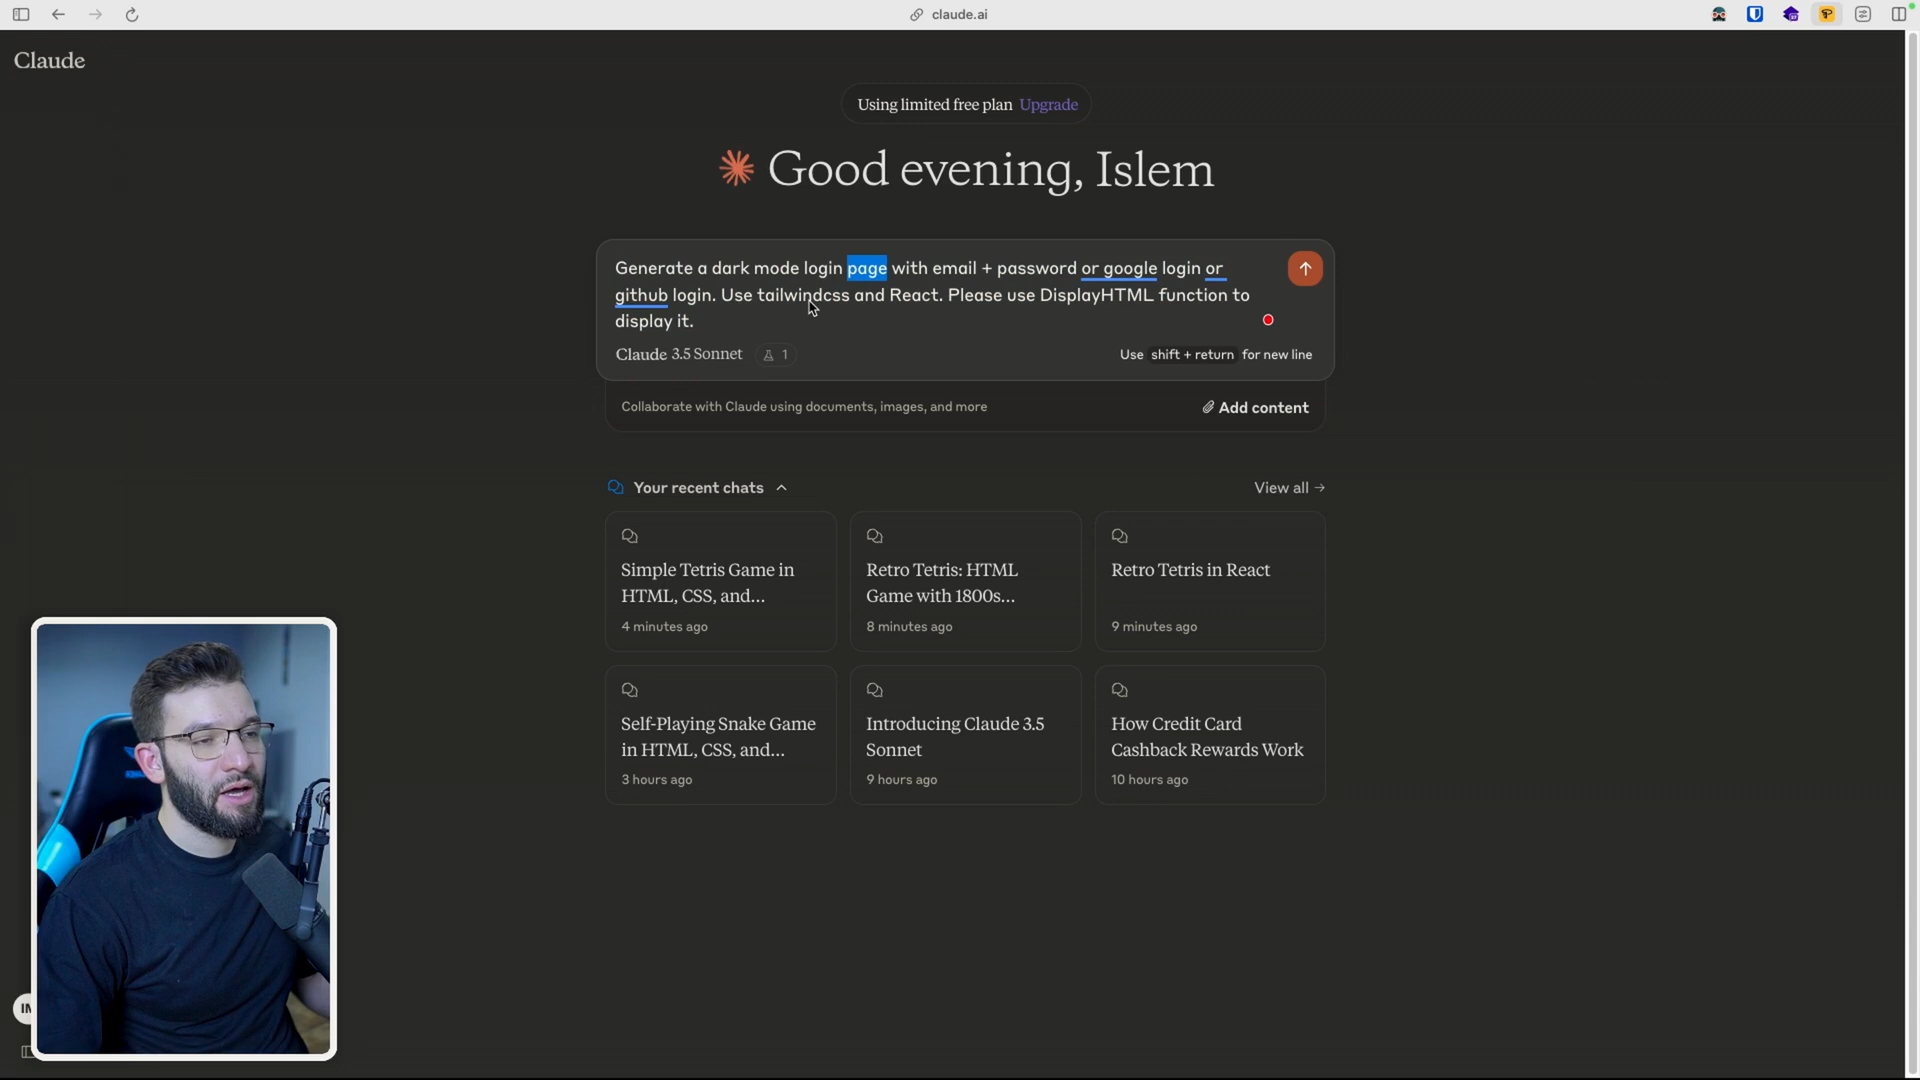 claude.ai
Claude
Using limited free plan Upgrade
Good evening, Islem
Generate a dark mode login page with email + password or google login or
github login. Use tailwindcss and React. Please use DisplayHTML function to
display it.
Claude 3.5 Sonnet 1
Use shift + return for new line
Collaborate with Claude using documents, images, and more
Add content
Your recent chats
View all
Simple Tetris Game in
HTML, CSS, and...
4 minutes ago
Retro Tetris: HTML
Game with 1800s...
8 minutes ago
Retro Tetris in React
9 minutes ago
Self-Playing Snake Game
in HTML, CSS, and...
3 hours ago
Introducing Claude 3.5
Sonnet
9 hours ago
How Credit Card
Cashback Rewards Work
10 hours ago